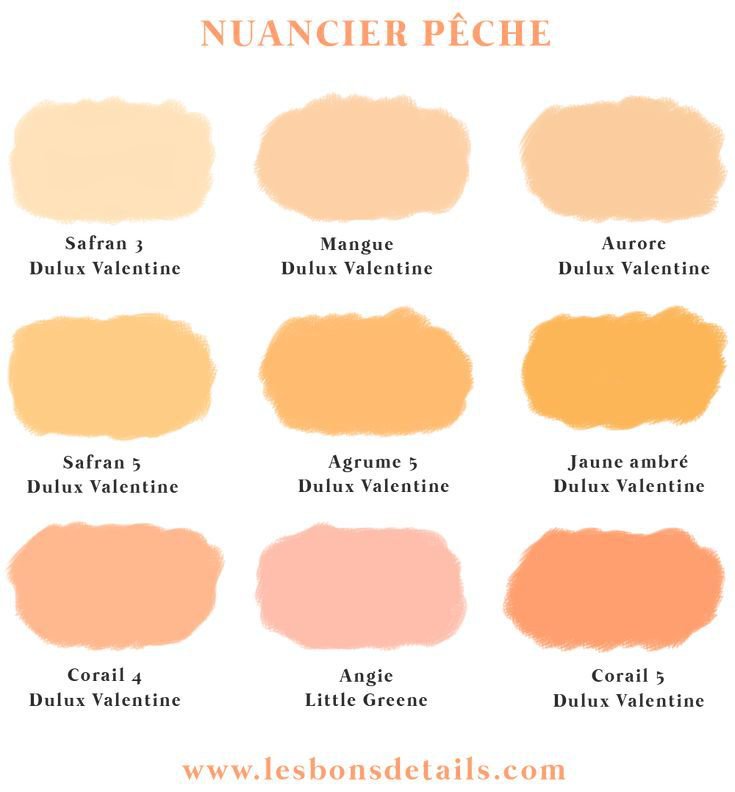 NUANCIER PÊCHE
Safran 3
Dulux Valentine
Mangue
Dulux Valentine
Aurore
Dulux Valentine
Safran 5
Dulux Valentine
Agrume 5
Dulux Valentine
Jaune ambré
Dulux Valentine
Corail 4
Dulux Valentine
Angie
Little Greene
Corail 5
Dulux Valentine
www.lesbonsdetails.com